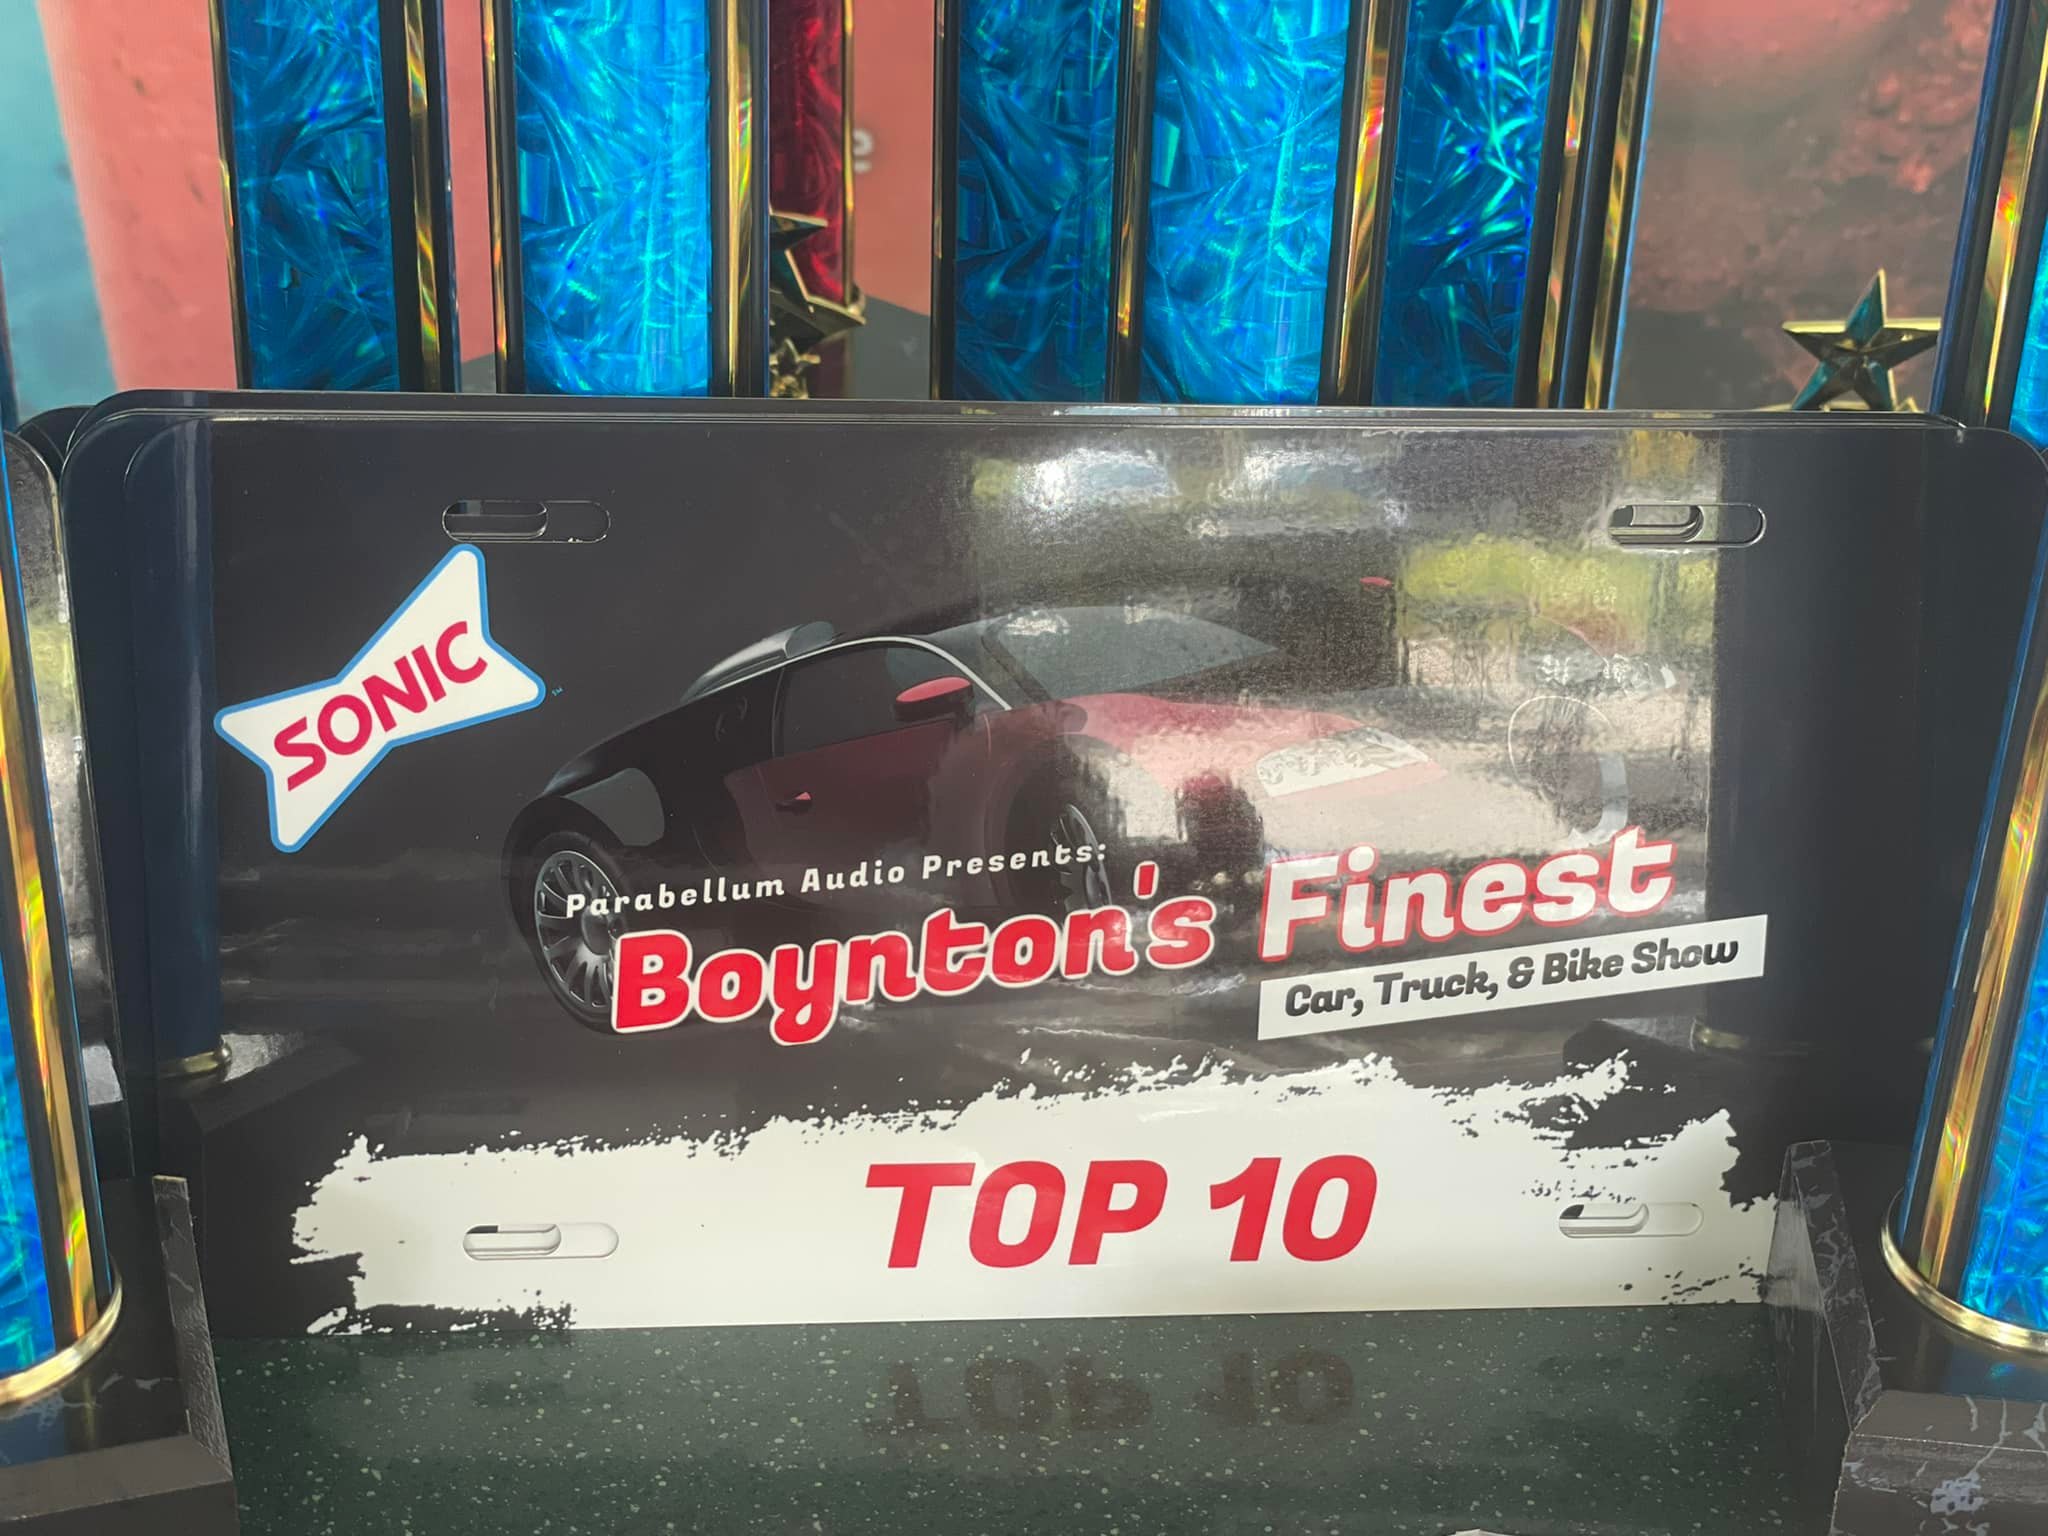 SONIC
Parabellum Audio Presents:
Boynton's Finest
Car, Truck, & Bike Show
TOP 10